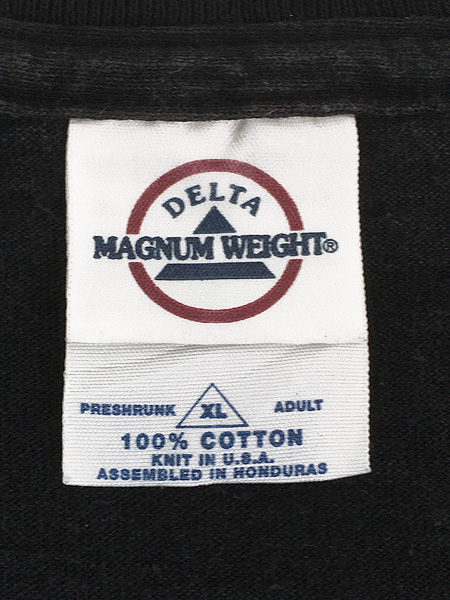 DELTA
MAGNUM WEIGHT®
PRESHRUNK XL ADULT
100% COTTON
KNIT IN U.S.A.
ASSEMBLED IN HONDURAS